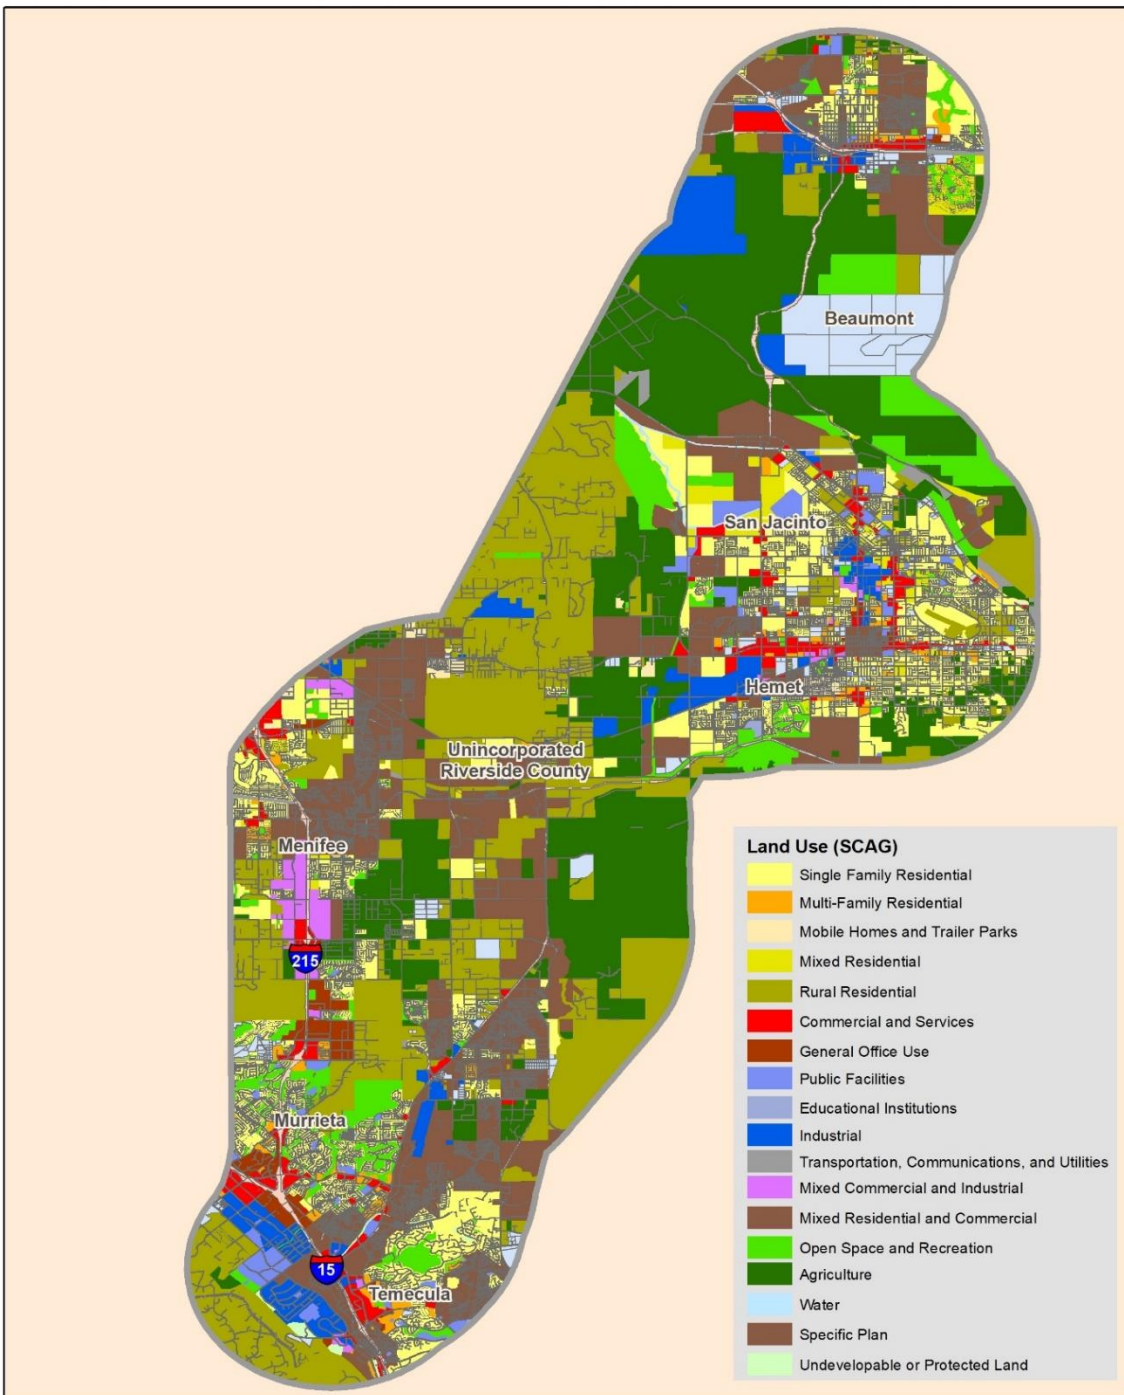 Beaumont
San Jacinto
Hemet
Unincorporated
Riverside County
Menifee
215
Murrieta
15
Temecula
Land Use (SCAG)
Single Family Residential
Multi-Family Residential
Mobile Homes and Trailer Parks
Mixed Residential
Rural Residential
Commercial and Services
General Office Use
Public Facilities
Educational Institutions
Industrial
Transportation, Communications, and Utilities
Mixed Commercial and Industrial
Mixed Residential and Commercial
Open Space and Recreation
Agriculture
Water
Specific Plan
Undevelopable or Protected Land